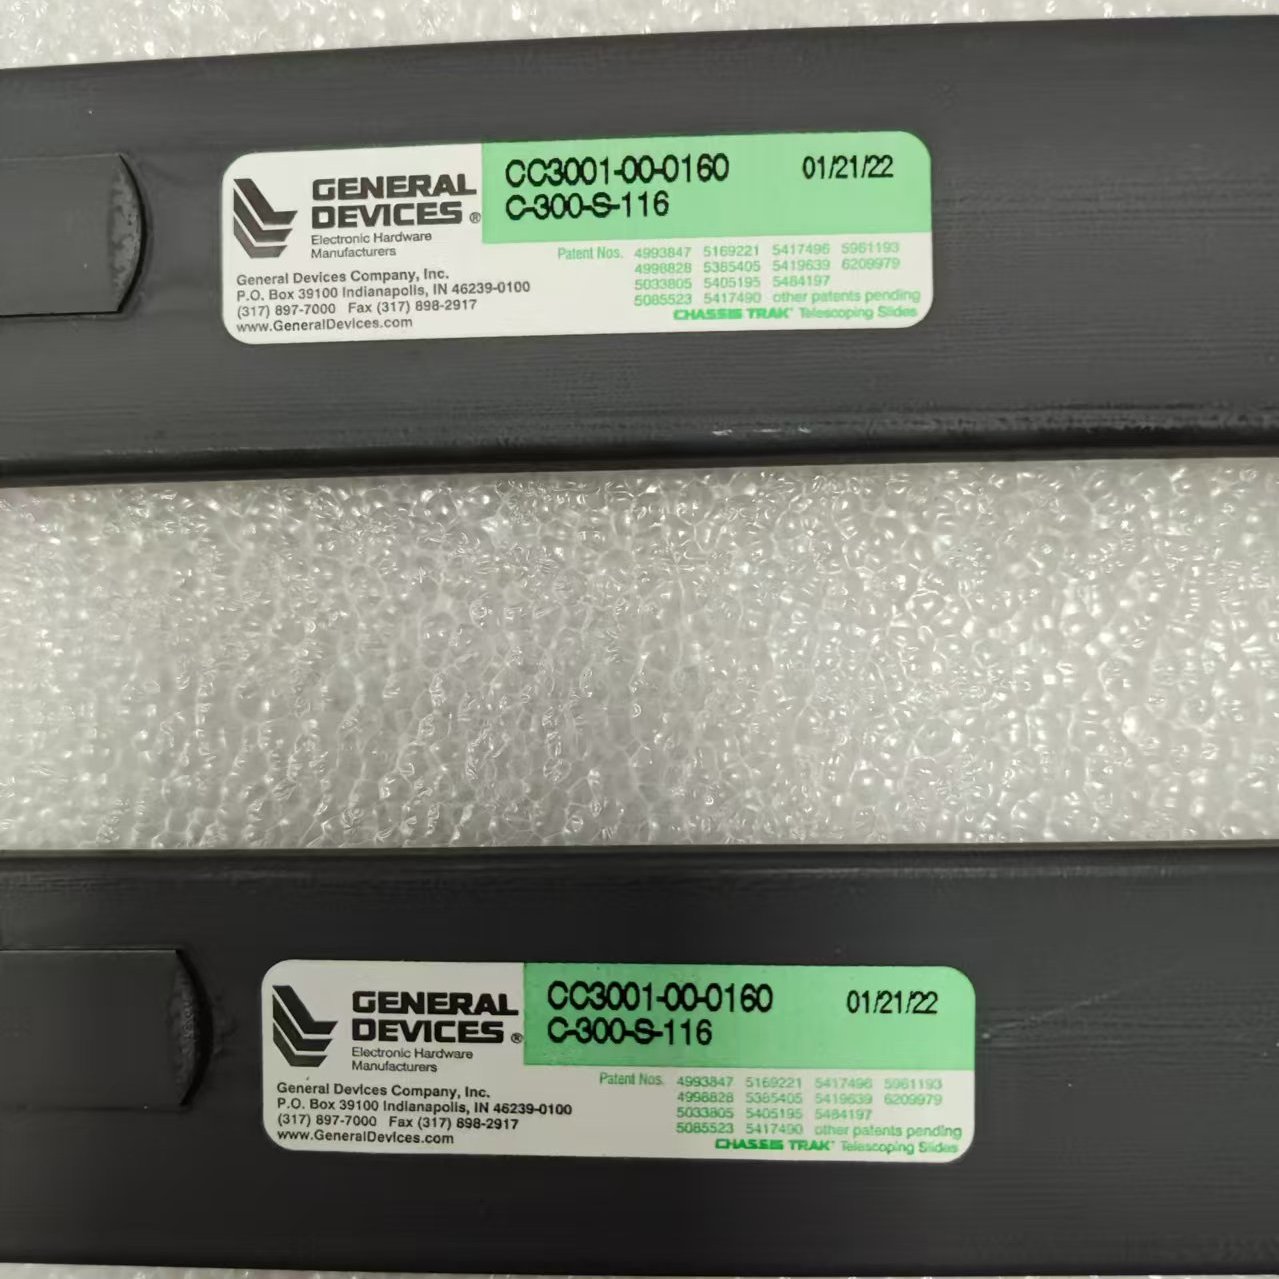 GENERAL
DEVICES®
Electronic Hardware
Manufacturers
General Devices Company, Inc.
P.O. Box 39100 Indianapolis, IN 46239-0100
(317) 897-7000 Fax (317) 898-2917
www.GeneralDevices.com
CC3001-00-0160 01/21/22
C-300-S-116
Patent Nos. 4993847 5169221 5417496 5961193
4998828 5385405 5419639 6209979
5033805 5405195 5484197
5085523 5417490 other patents pending
CHASSIS TRAK® Telescoping Slides
GENERAL
DEVICES®
Electronic Hardware
Manufacturers
General Devices Company, Inc.
P.O. Box 39100 Indianapolis, IN 46239-0100
(317) 897-7000 Fax (317) 898-2917
www.GeneralDevices.com
CC3001-00-0160 01/21/22
C-300-S-116
Patent Nos. 4993847 5169221 5417496 5961193
4998828 5385405 5419639 6209979
5033805 5405195 5484197
5085523 5417490 other patents pending
CHASSIS TRAK® Telescoping Slides